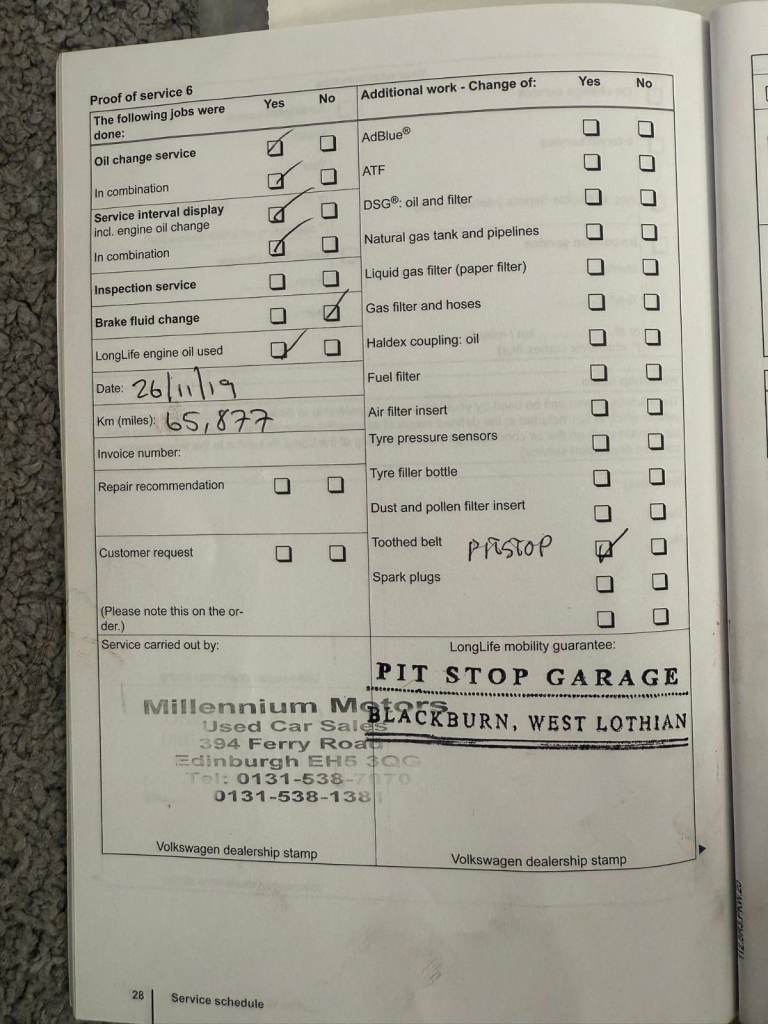 Proof of service 6
The following jobs were done: Yes No
Oil change service
In combination
Service interval display
incl. engine oil change
In combination
Inspection service
Brake fluid change
LongLife engine oil used
Date: 26/11/19
Km (miles): 65,877
Invoice number:
Repair recommendation
Customer request
(Please note this on the or-
der.)
Service carried out by:
Millennium Motors
Used Car Sales
394 Ferry Road
Edinburgh EH5 3QG
Tel: 0131-538-7070
0131-538-138
Volkswagen dealership stamp
Additional work - Change of: Yes No
AdBlue®
ATF
DSG®: oil and filter
Natural gas tank and pipelines
Liquid gas filter (paper filter)
Gas filter and hoses
Haldex coupling: oil
Fuel filter
Air filter insert
Tyre pressure sensors
Tyre filler bottle
Dust and pollen filter insert
Toothed belt PITSTOP
Spark plugs
LongLife mobility guarantee:
PIT STOP GARAGE
BLACKBURN, WEST LOTHIAN
Volkswagen dealership stamp
28 Service schedule